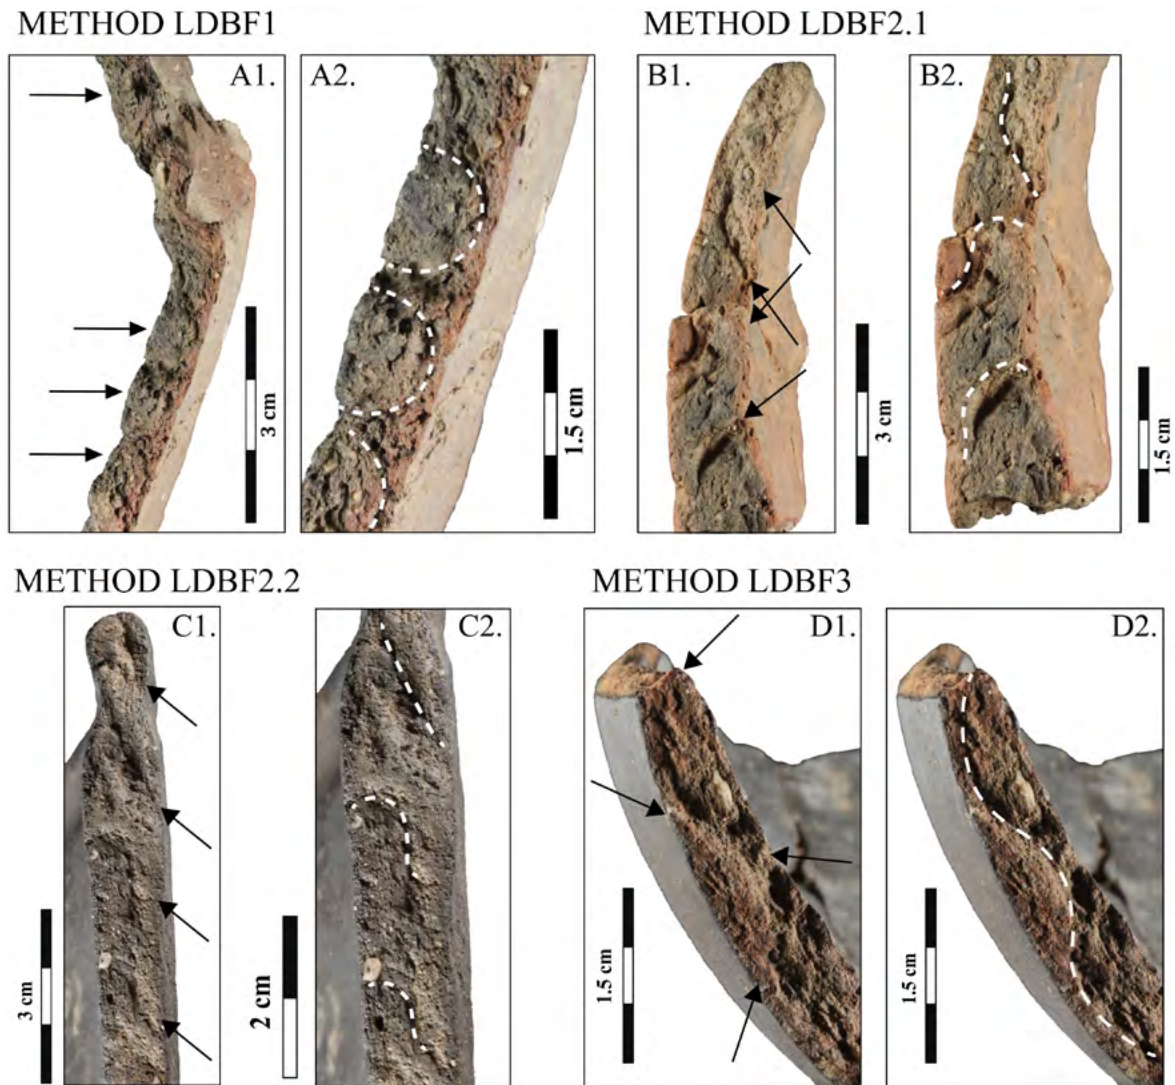 METHOD LDBF1
METHOD LDBF2.1
A1.
A2.
B1.
B2.
3 cm
1.5 cm
3 cm
1.5 cm
METHOD LDBF2.2
METHOD LDBF3
C1.
C2.
D1.
D2.
3 cm
2 cm
1.5 cm
1.5 cm